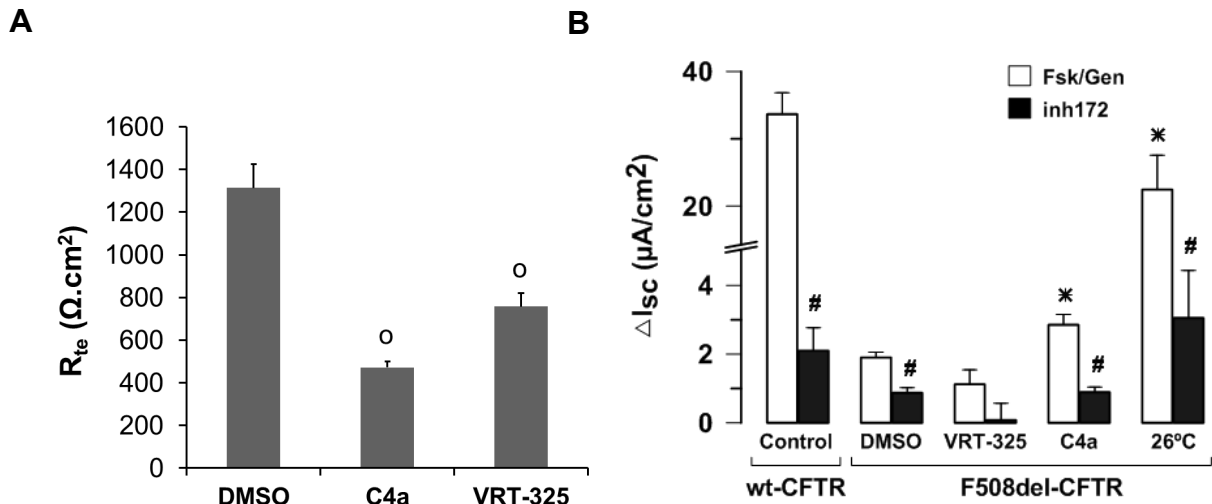 A
1600
1400
1200
1000
800
600
400
200
0
Rte (Ω.cm²)
o
o
DMSO C4a VRT-325
B
40
20
4
2
0
△Isc (µA/cm²)
Fsk/Gen
inh172
#
#
*
#
*
#
Control DMSO VRT-325 C4a 26ºC
wt-CFTR F508del-CFTR